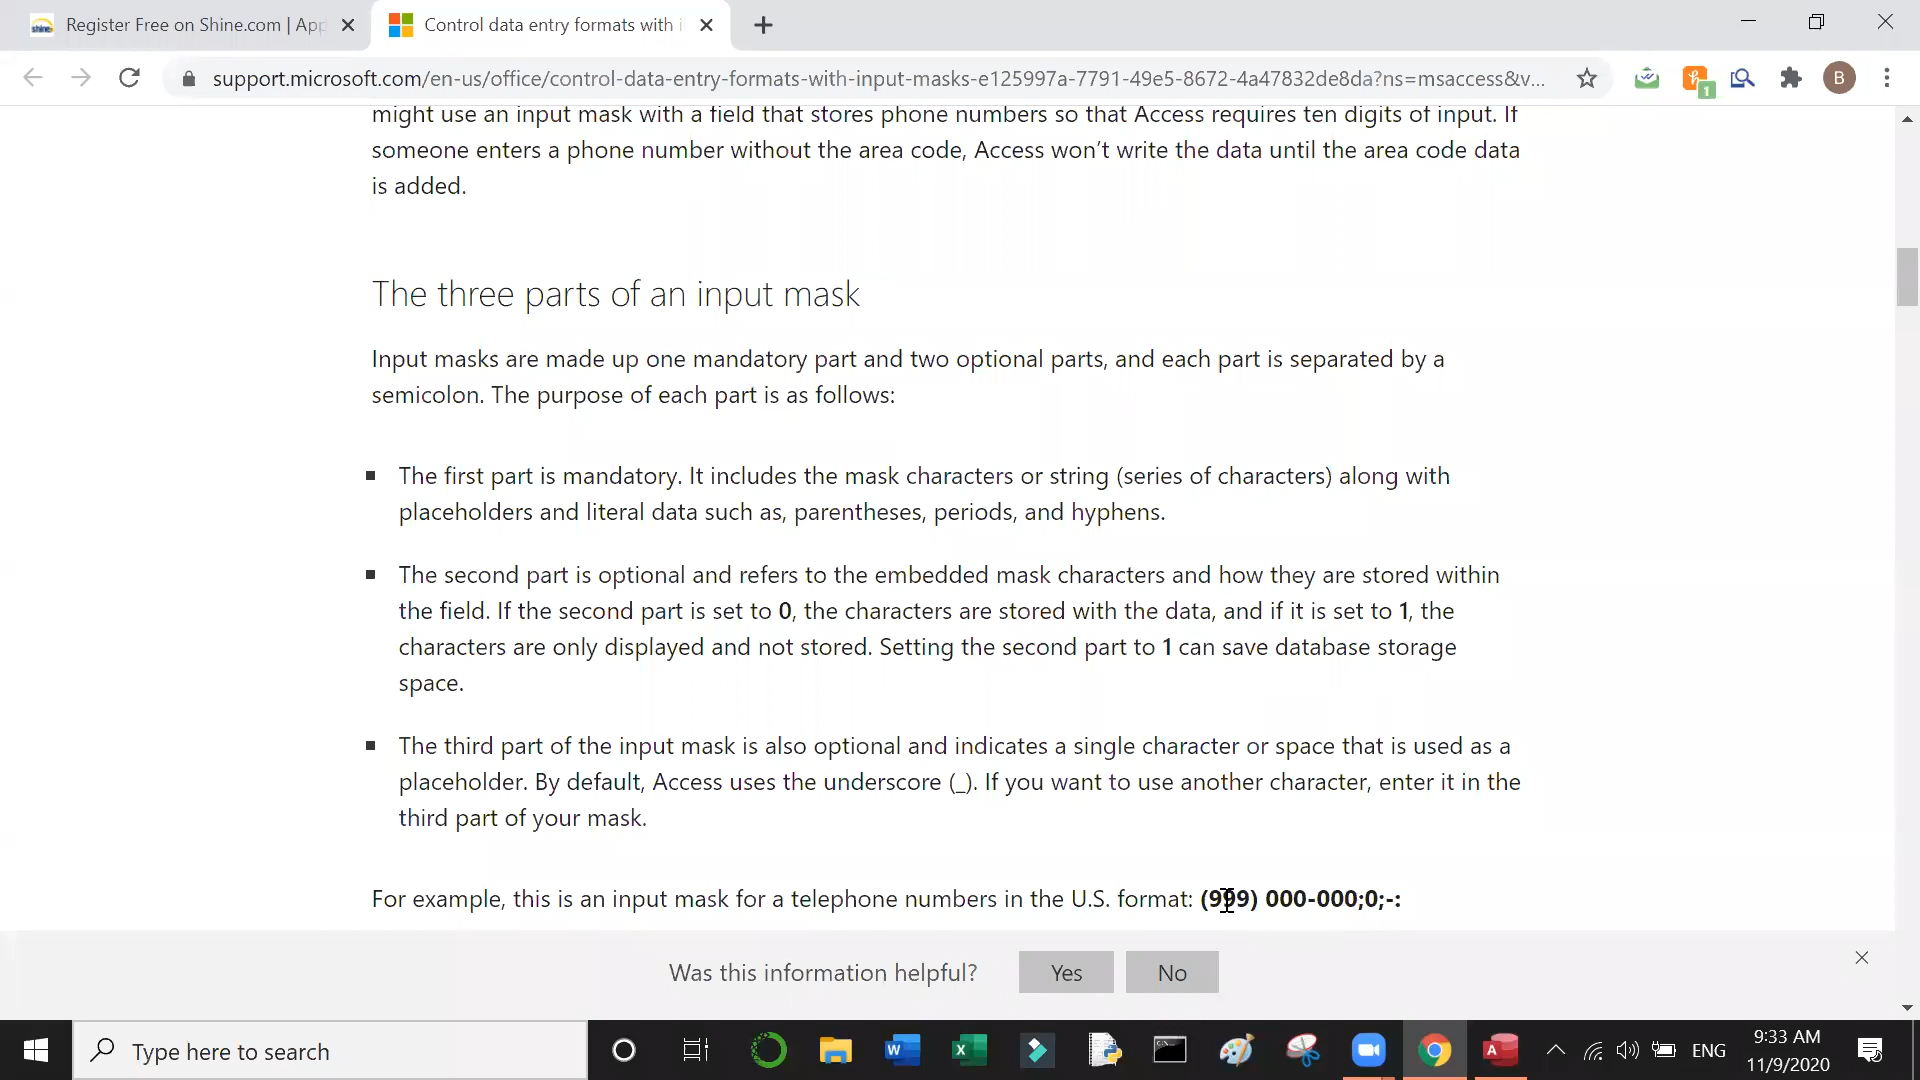 Register Free on Shine.com | App
Control data entry formats with i
support.microsoft.com/en-us/office/control-data-entry-formats-with-input-masks-e125997a-7791-49e5-8672-4a47832de8da?ns=msaccess&v...
1
B
might use an input mask with a field that stores phone numbers so that Access requires ten digits of input. If
someone enters a phone number without the area code, Access won't write the data until the area code data
is added.
The three parts of an input mask
Input masks are made up one mandatory part and two optional parts, and each part is separated by a
semicolon. The purpose of each part is as follows:
The first part is mandatory. It includes the mask characters or string (series of characters) along with
placeholders and literal data such as, parentheses, periods, and hyphens.
The second part is optional and refers to the embedded mask characters and how they are stored within
the field. If the second part is set to 0, the characters are stored with the data, and if it is set to 1, the
characters are only displayed and not stored. Setting the second part to 1 can save database storage
space.
The third part of the input mask is also optional and indicates a single character or space that is used as a
placeholder. By default, Access uses the underscore (_). If you want to use another character, enter it in the
third part of your mask.
For example, this is an input mask for a telephone numbers in the U.S. format: (999) 000-000;0;-:
Was this information helpful?
Yes
No
Type here to search
ENG
9:33 AM
11/9/2020